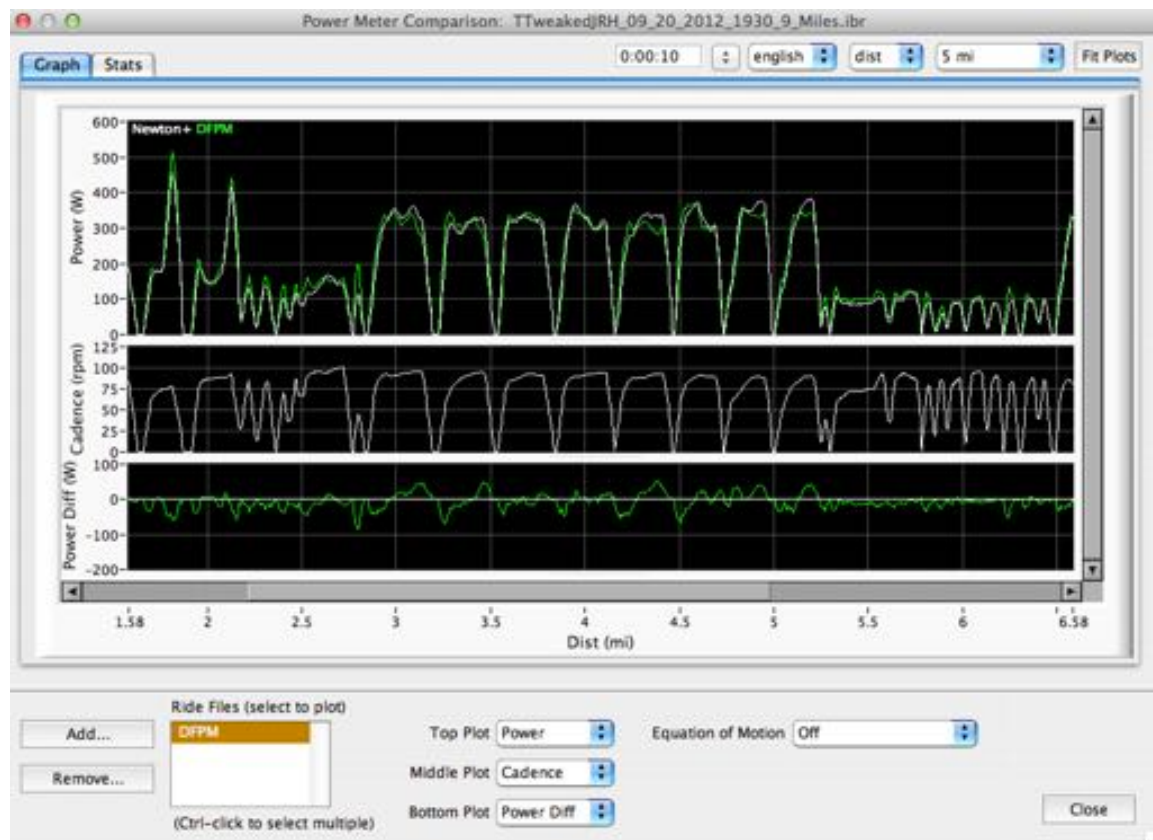 Power Meter Comparison: TTweakedJRH_09_20_2012_1930_9_Miles.ibr
Graph Stats 0:00:10 english dist 5 mi Fit Plots
Newton+ DFPM
Power (W)
600
500
400
300
200
100
0
Cadence (rpm)
125
100
75
50
25
0
Power Diff (W)
100
0
-100
-200
1.58 2 2.5 3 3.5 4 4.5 5 5.5 6 6.58
Dist (mi)
Ride Files (select to plot)
Add... DFPM Top Plot Power Equation of Motion Off
Remove... Middle Plot Cadence
Bottom Plot Power Diff Close
(Ctrl-click to select multiple)